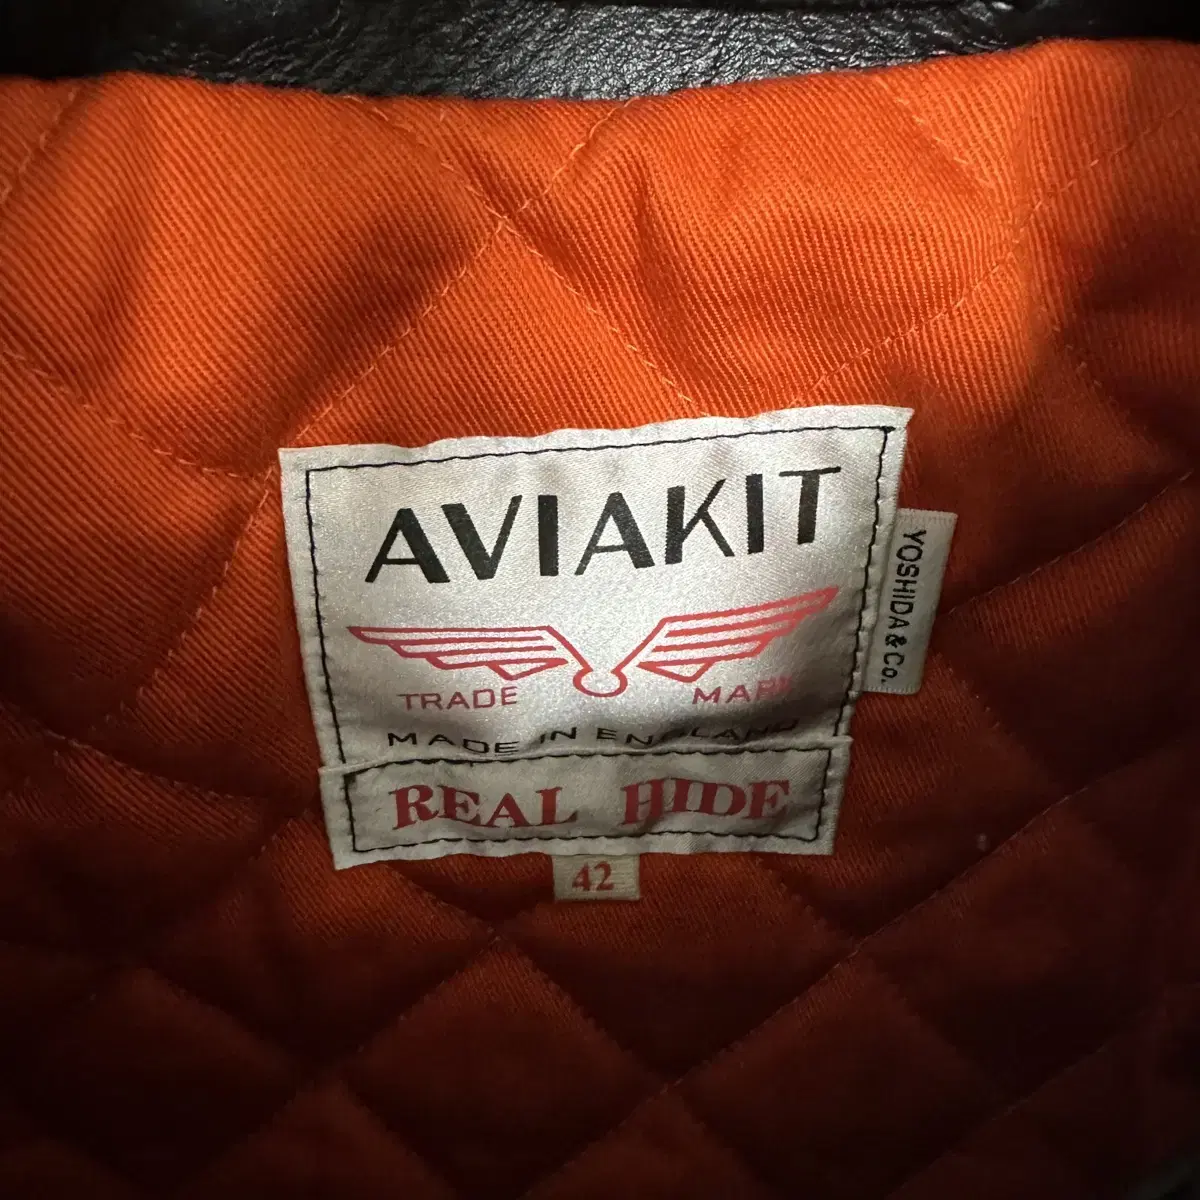 AVIAKIT
TRADE MARK
MADE IN ENGLAND
REAL HIDE
42
YOSHIDA & Co.